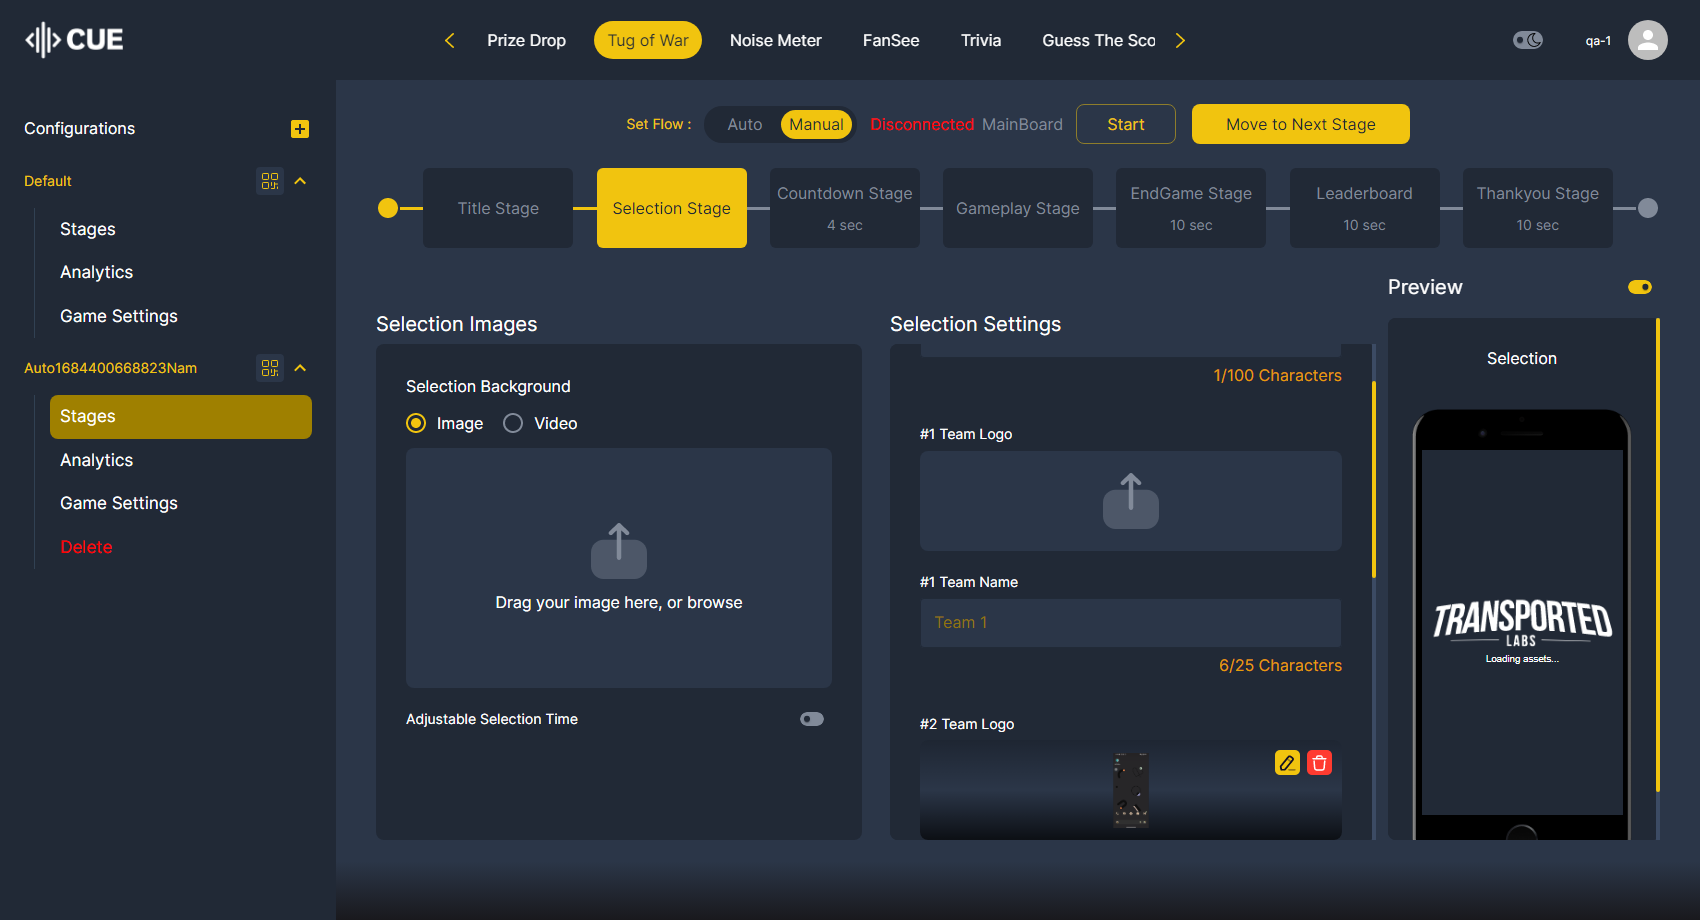 CUE
Prize Drop
Tug of War
Noise Meter
FanSee
Trivia
Guess The Sco
qa-1
Configurations
Default
Stages
Analytics
Game Settings
Auto1684400668823Nam
Stages
Analytics
Game Settings
Delete
Set Flow :
Auto
Manual
Disconnected MainBoard
Start
Move to Next Stage
Title Stage
Selection Stage
Countdown Stage
4 sec
Gameplay Stage
EndGame Stage
10 sec
Leaderboard
10 sec
Thankyou Stage
10 sec
Selection Images
Selection Background
Image
Video
Drag your image here, or browse
Adjustable Selection Time
Selection Settings
1/100 Characters
#1 Team Logo
#1 Team Name
Team 1
6/25 Characters
#2 Team Logo
Preview
Selection
TRANSPORTED
LABS
Loading assets...